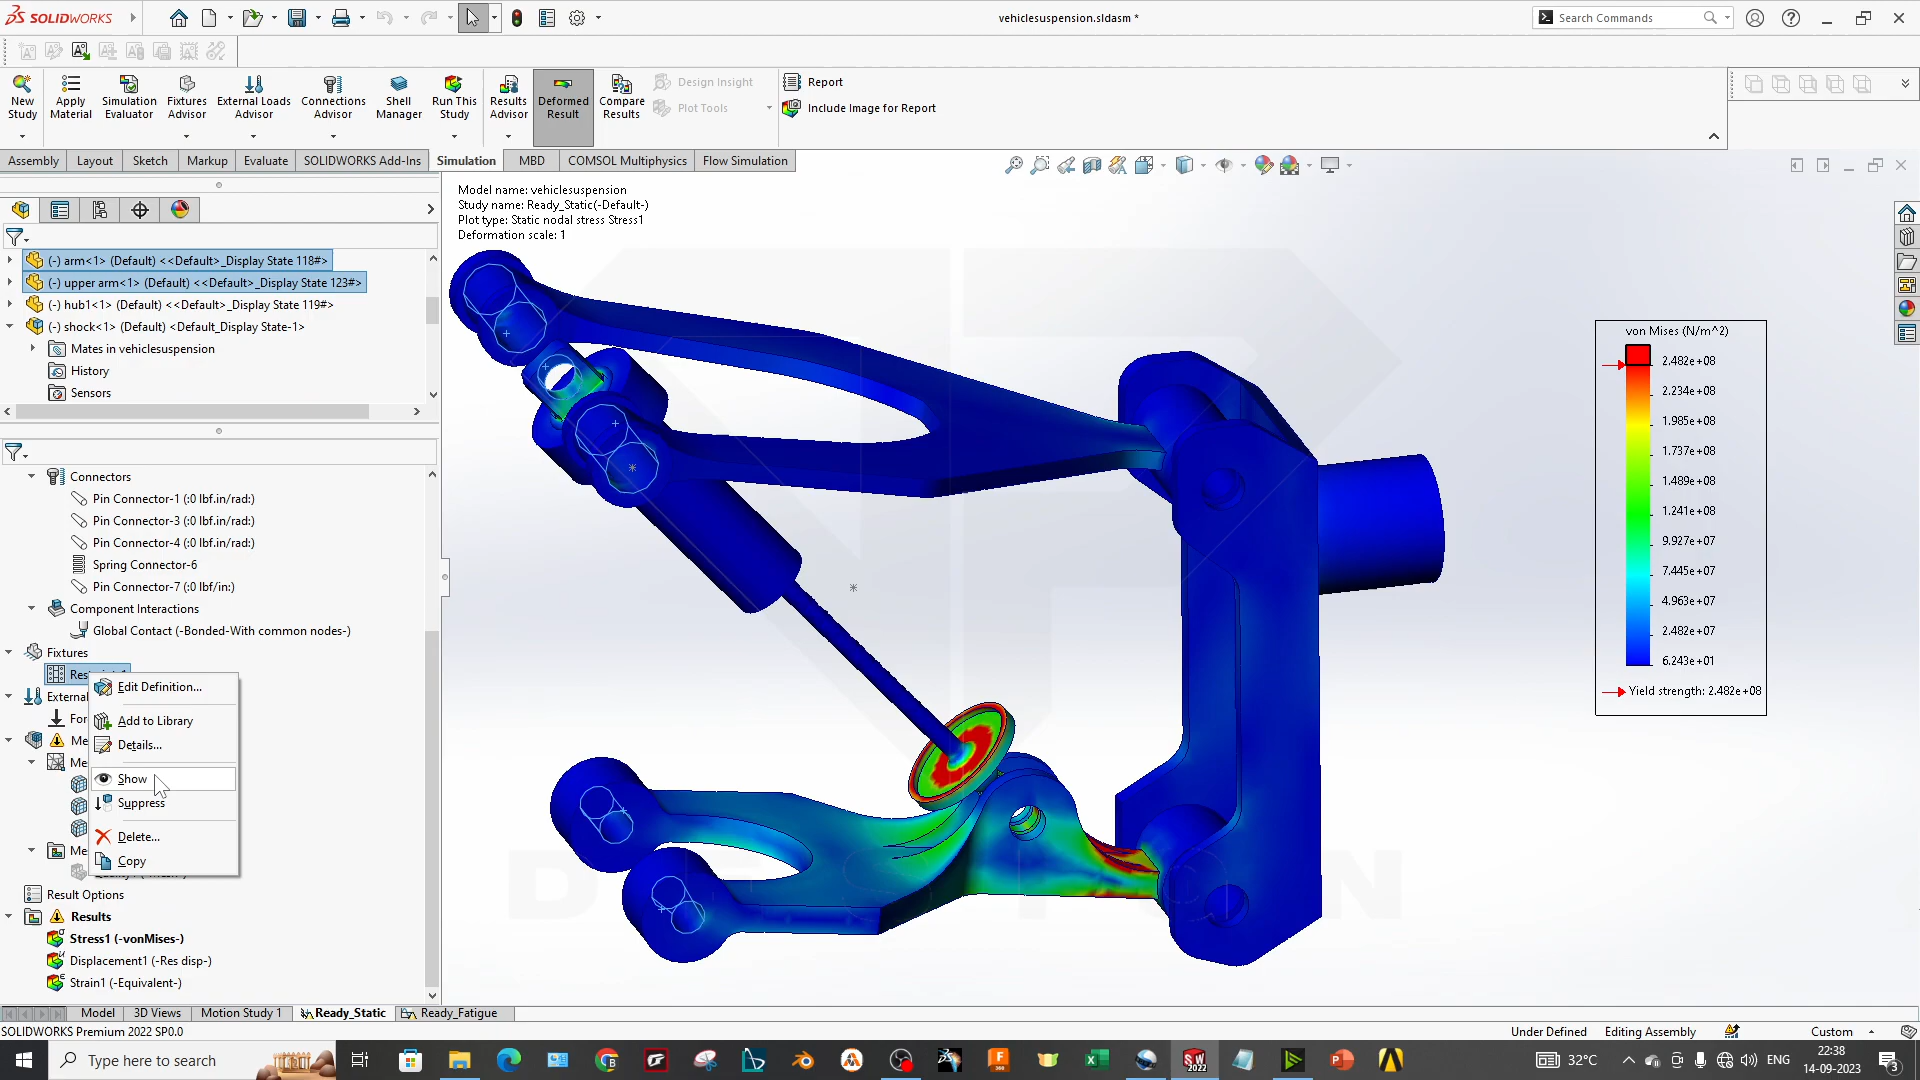 SOLIDWORKS
vehiclesuspension.sldasm *
Search Commands
New Study
Apply Material
Simulation Evaluator
Fixtures Advisor
External Loads Advisor
Connections Advisor
Shell Manager
Run This Study
Results Advisor
Deformed Result
Compare Results
Design Insight
Plot Tools
Report
Include Image for Report
Assembly
Layout
Sketch
Markup
Evaluate
SOLIDWORKS Add-Ins
Simulation
MBD
COMSOL Multiphysics
Flow Simulation
Model name: vehiclesuspension
Study name: Ready_Static(-Default-)
Plot type: Static nodal stress Stress1
Deformation scale: 1
(-) arm<1> (Default) <<Default>_Display State 118#>
(-) upper arm<1> (Default) <<Default>_Display State 123#>
(-) hub1<1> (Default) <<Default>_Display State 119#>
(-) shock<1> (Default) <Default_Display State-1>
Mates in vehiclesuspension
History
Sensors
Connectors
Pin Connector-1 (:0 lbf.in/rad:)
Pin Connector-3 (:0 lbf.in/rad:)
Pin Connector-4 (:0 lbf.in/rad:)
Spring Connector-6
Pin Connector-7 (:0 lbf/in:)
Component Interactions
Global Contact (-Bonded-With common nodes-)
Fixtures
External
For
Me
Me
Me
Edit Definition...
Add to Library
Details...
Show
Suppress
Delete...
Copy
Result Options
Results
Stress1 (-vonMises-)
Displacement1 (-Res disp-)
Strain1 (-Equivalent-)
von Mises (N/m^2)
2.482e+08
2.234e+08
1.985e+08
1.737e+08
1.489e+08
1.241e+08
9.927e+07
7.445e+07
4.963e+07
2.482e+07
6.243e+01
Yield strength: 2.482e+08
Model
3D Views
Motion Study 1
Ready_Static
Ready_Fatigue
SOLIDWORKS Premium 2022 SP0.0
Under Defined
Editing Assembly
Custom
Type here to search
32°C
ENG
22:38
14-09-2023
3